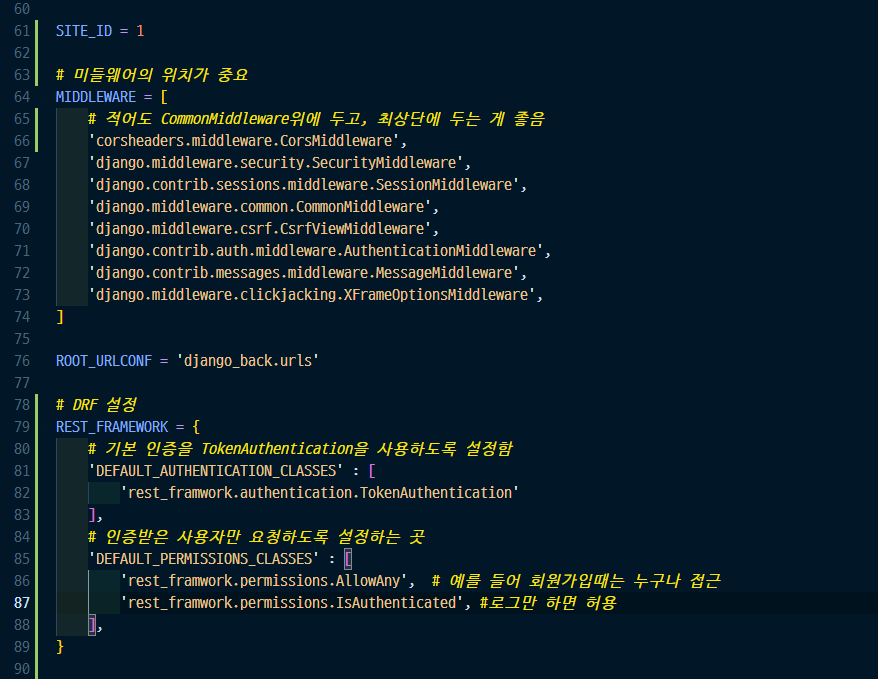 60
61 SITE_ID = 1
62
63 # 미들웨어의 위치가 중요
64 MIDDLEWARE = [
65     # 적어도 CommonMiddleware위에 두고, 최상단에 두는 게 좋음
66     'corsheaders.middleware.CorsMiddleware',
67     'django.middleware.security.SecurityMiddleware',
68     'django.contrib.sessions.middleware.SessionMiddleware',
69     'django.middleware.common.CommonMiddleware',
70     'django.middleware.csrf.CsrfViewMiddleware',
71     'django.contrib.auth.middleware.AuthenticationMiddleware',
72     'django.contrib.messages.middleware.MessageMiddleware',
73     'django.middleware.clickjacking.XFrameOptionsMiddleware',
74 ]
75
76 ROOT_URLCONF = 'django_back.urls'
77
78 # DRF 설정
79 REST_FRAMEWORK = {
80     # 기본 인증을 TokenAuthentication을 사용하도록 설정함
81     'DEFAULT_AUTHENTICATION_CLASSES' : [
82         'rest_framwork.authentication.TokenAuthentication'
83     ],
84     # 인증받은 사용자만 요청하도록 설정하는 곳
85     'DEFAULT_PERMISSIONS_CLASSES' : [
86         'rest_framwork.permissions.AllowAny',  # 예를 들어 회원가입때는 누구나 접근
87         'rest_framwork.permissions.IsAuthenticated', #로그만 하면 허용
88     ],
89 }
90